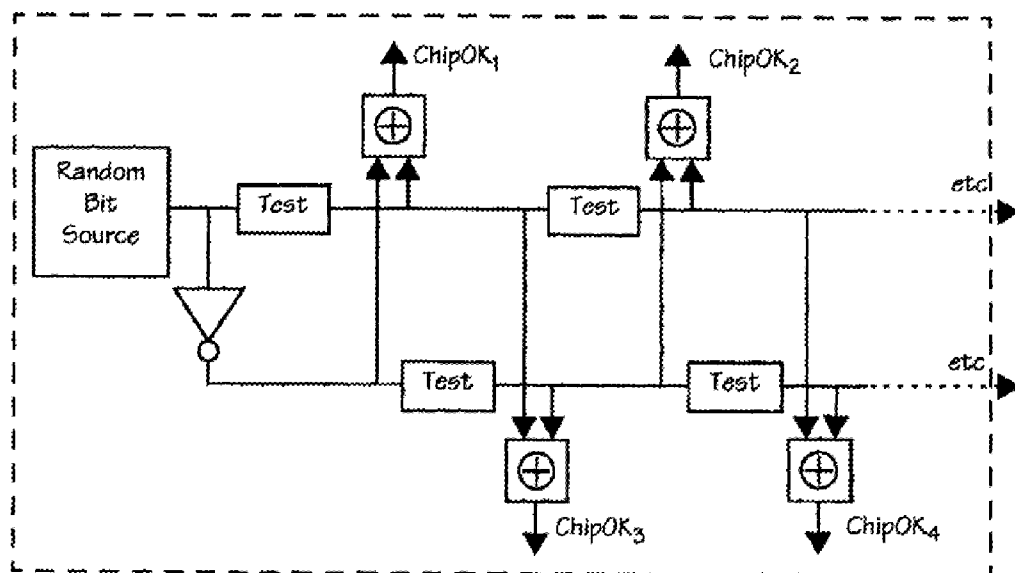 ChipOK1
ChipOK2
Random
Bit
Source
Test
Test
etc
Test
Test
etc
ChipOK3
ChipOK4